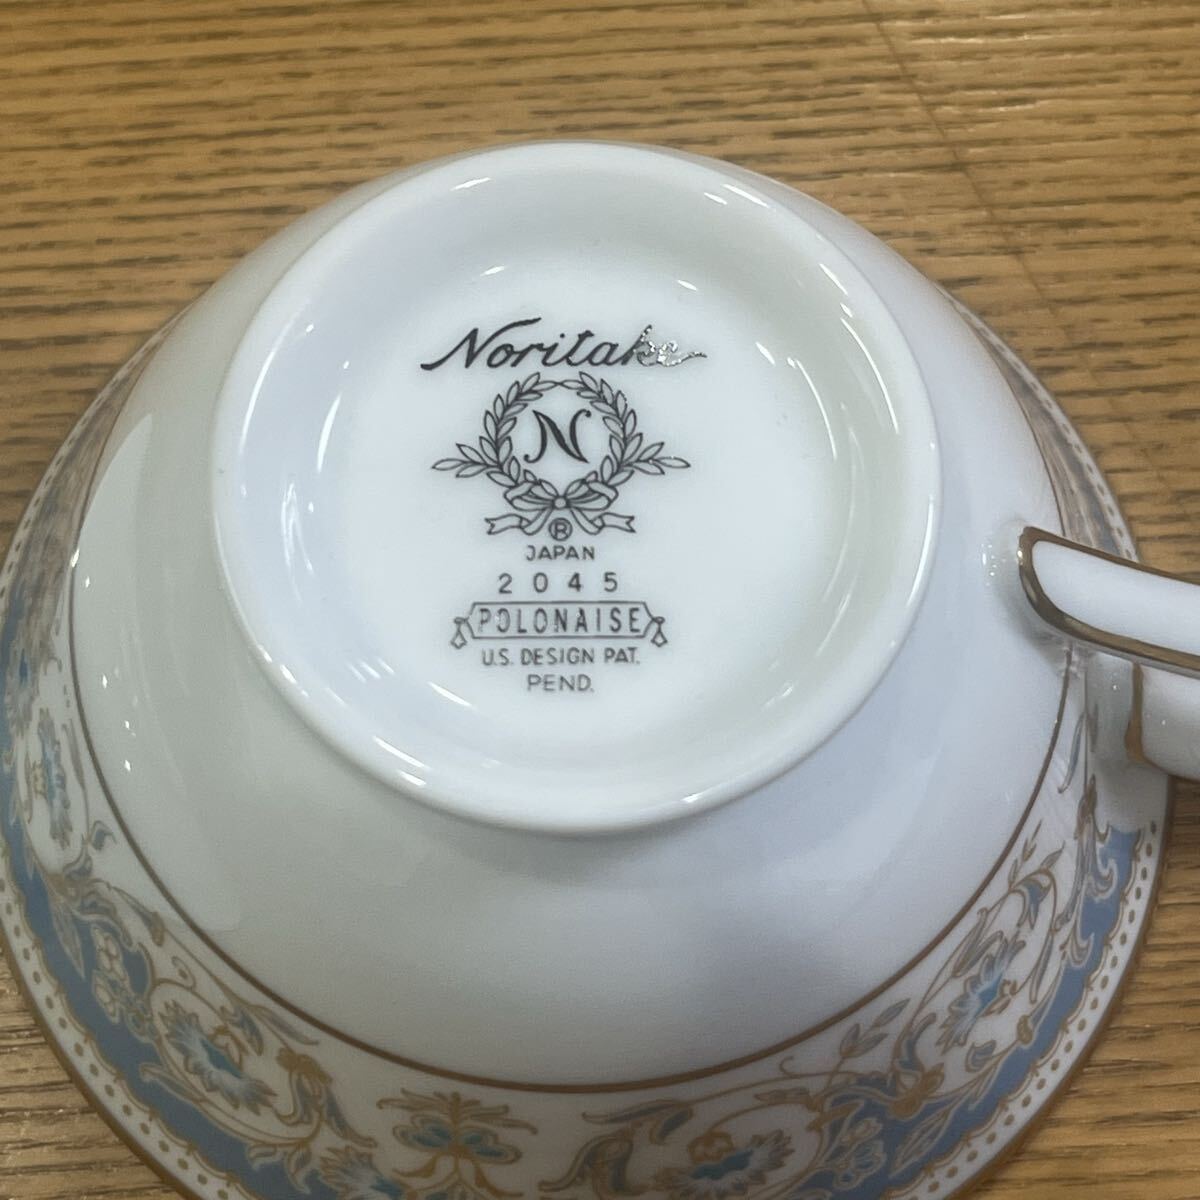 Noritake
N
®
JAPAN
2045
POLONAISE
U.S. DESIGN PAT.
PEND.